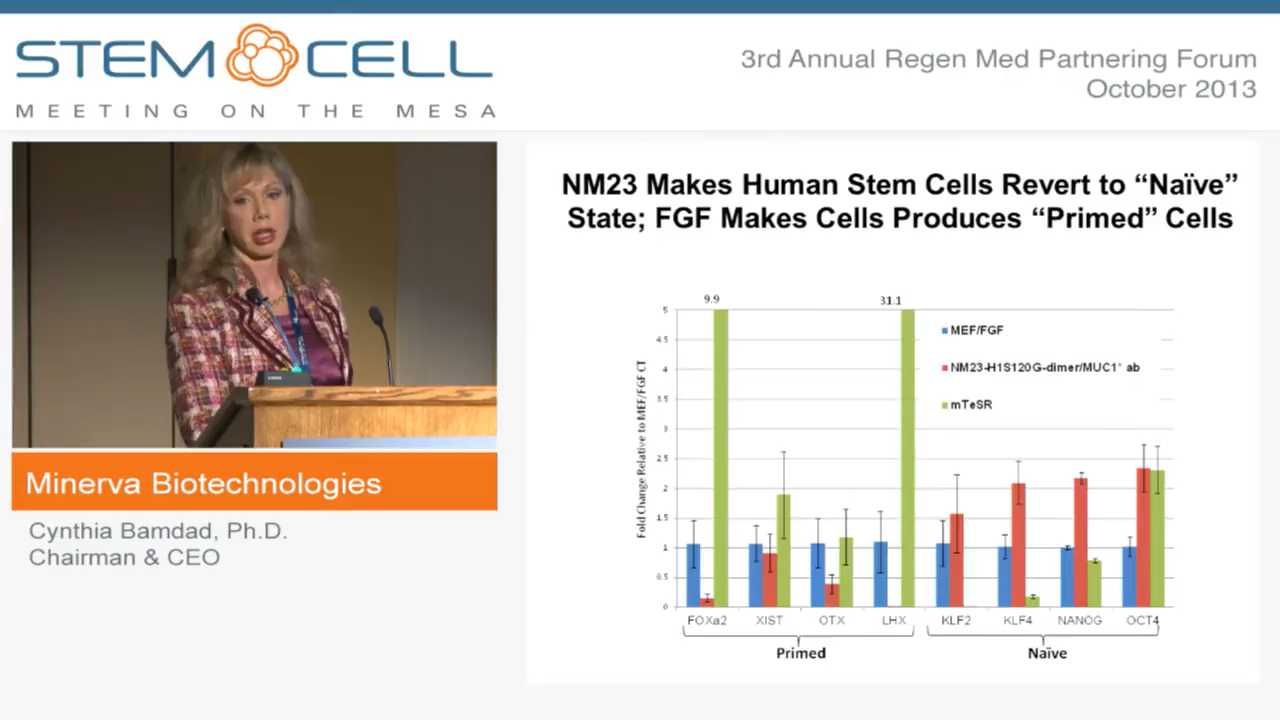 STEM CELL
MEETING ON THE MESA
3rd Annual Regen Med Partnering Forum
October 2013
Minerva Biotechnologies
Cynthia Bamdad, Ph.D.
Chairman & CEO
NM23 Makes Human Stem Cells Revert to “Naïve”
State; FGF Makes Cells Produces “Primed” Cells
9.9
31.1
Fold Change Relative to MEF/FGF CT
5
4.5
4
3.5
3
2.5
2
1.5
1
0.5
0
MEF/FGF
NM23-H1S120G-dimer/MUC1* ab
mTeSR
FOXa2 XIST OTX LHX KLF2 KLF4 NANOG OCT4
Primed Naïve